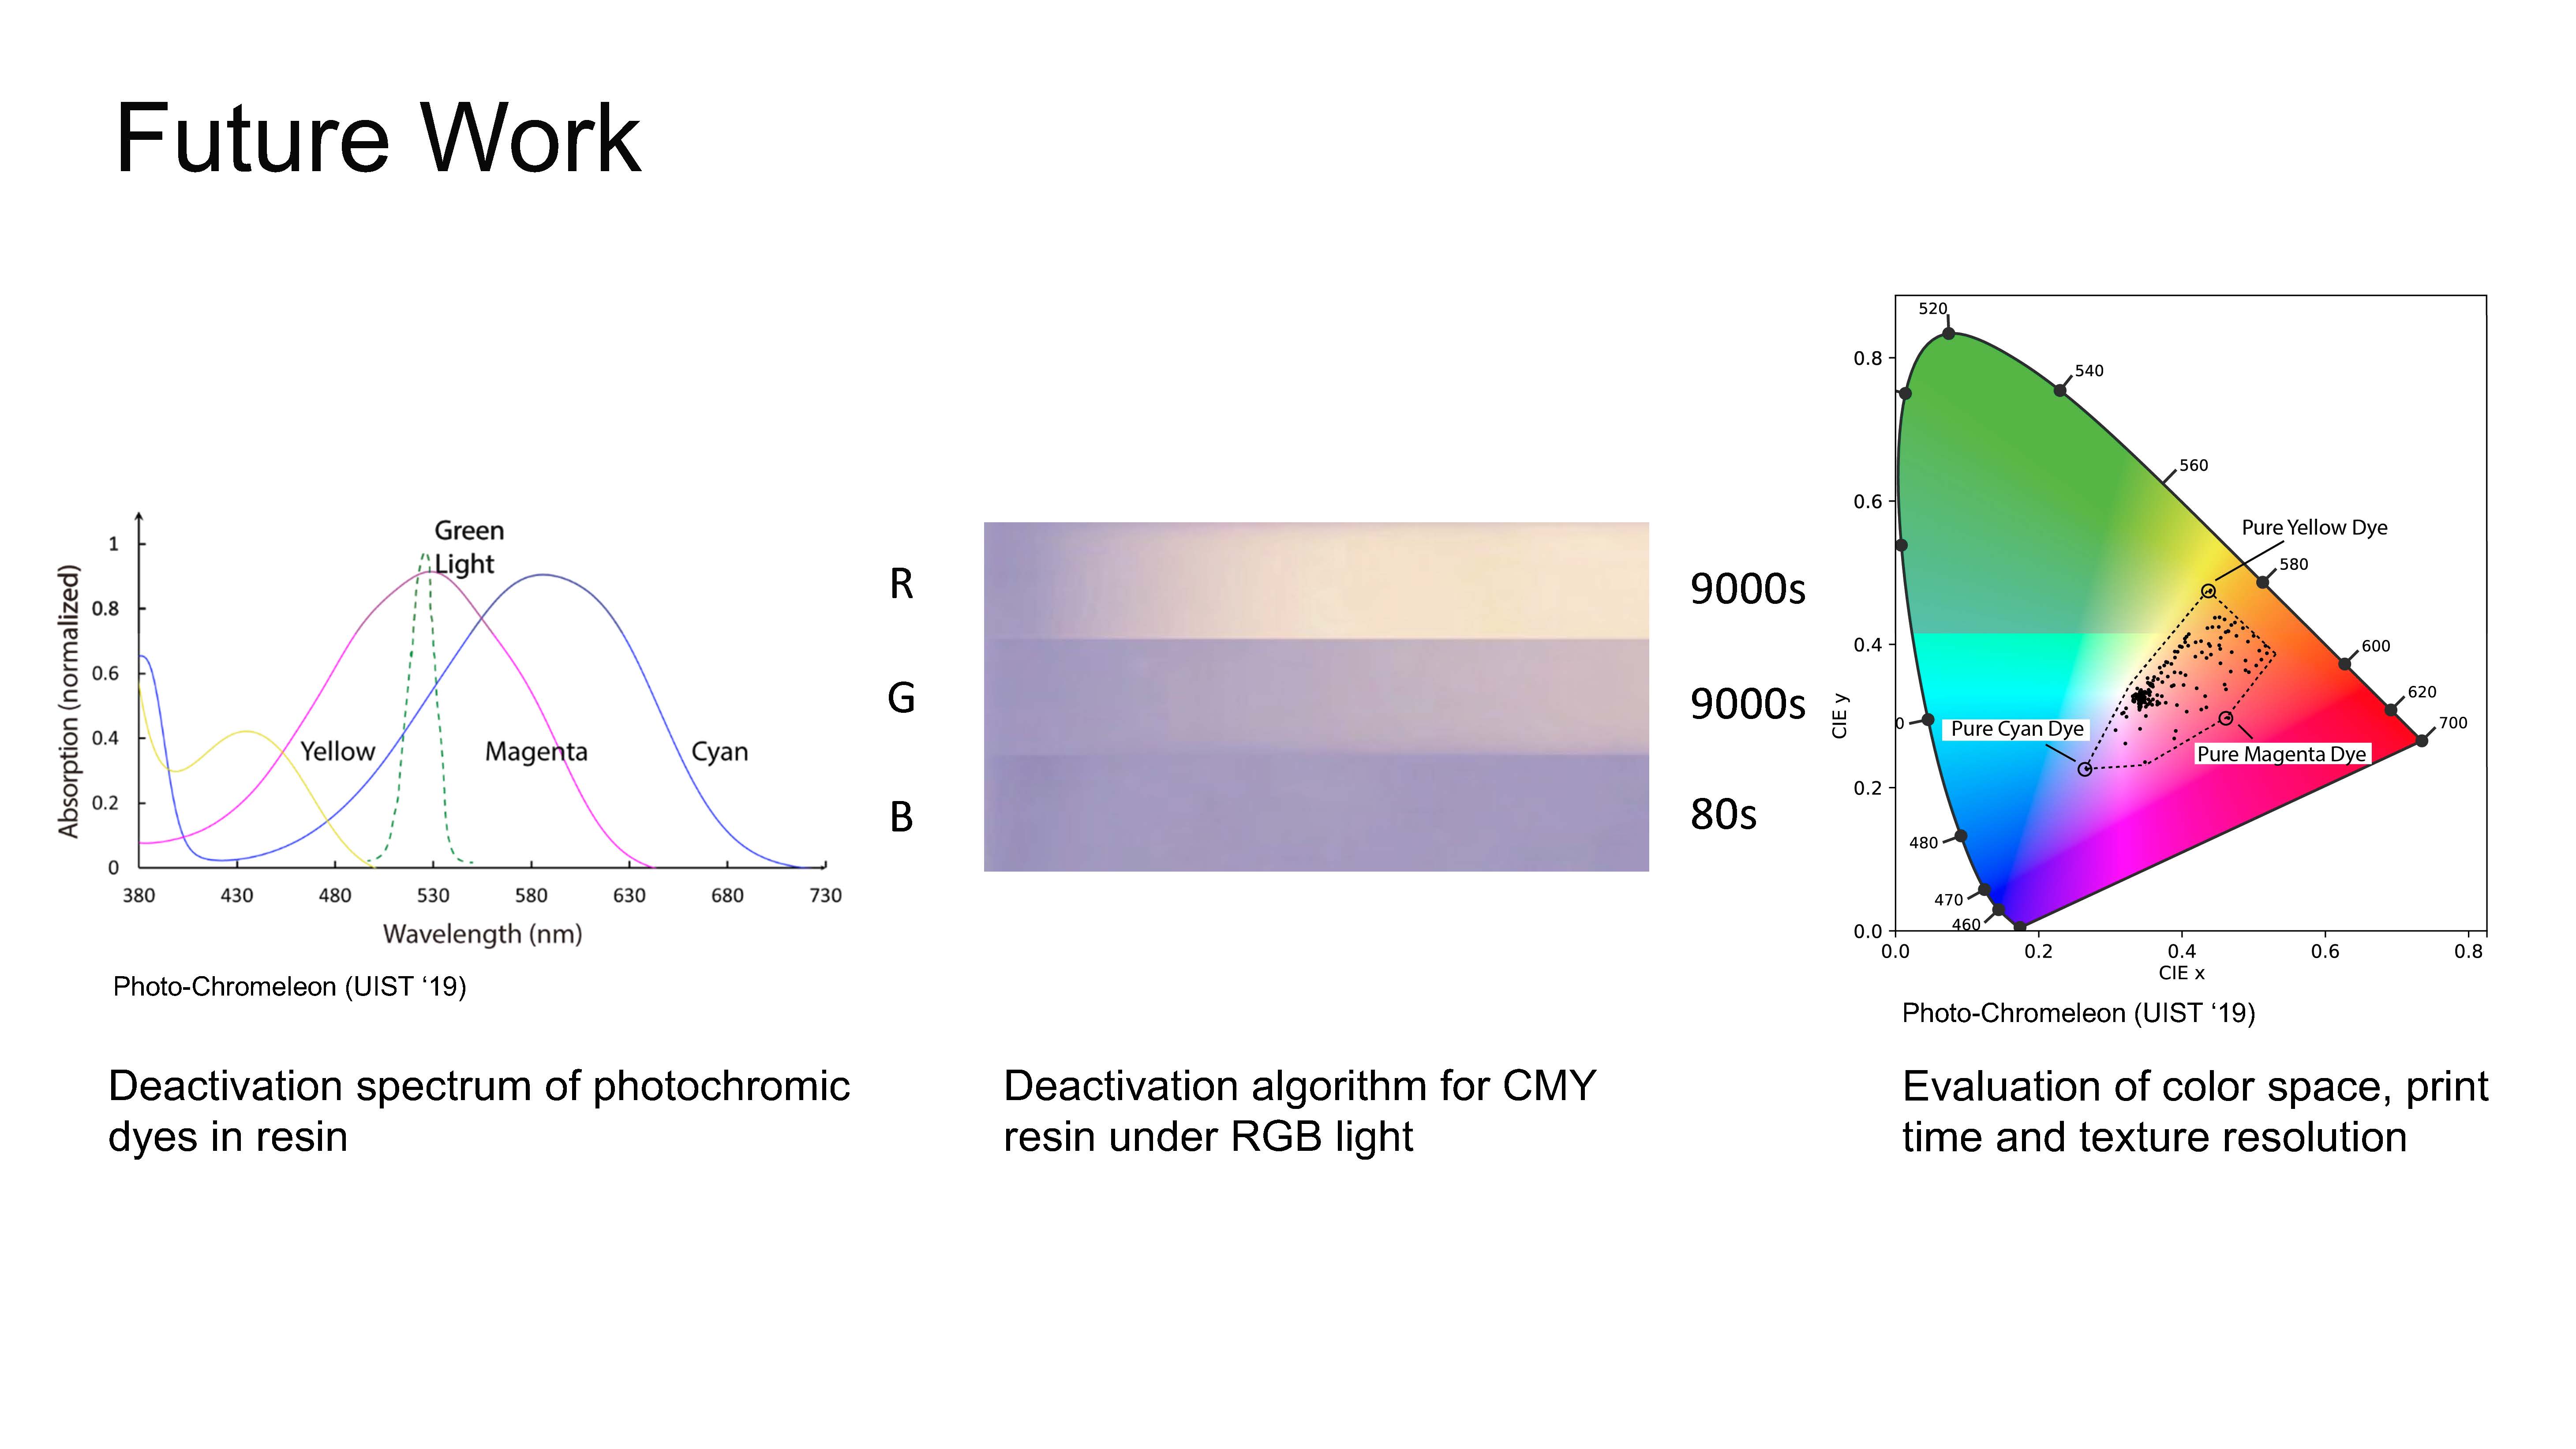 Future Work
Green
Light
1
0.8
0.6
0.4
0.2
0
Absorption (normalized)
Yellow
Magenta
Cyan
380 430 480 530 580 630 680 730
Wavelength (nm)
Photo-Chromeleon (UIST ‘19)
Deactivation spectrum of photochromic
dyes in resin
R
9000s
G
9000s
B
80s
Deactivation algorithm for CMY
resin under RGB light
520
540
560
580
600
620
700
0
480
470
460
Pure Yellow Dye
Pure Cyan Dye
Pure Magenta Dye
0.8
0.6
0.4
0.2
0.0
CIE y
0.0 0.2 0.4 0.6 0.8
CIE x
Photo-Chromeleon (UIST ‘19)
Evaluation of color space, print
time and texture resolution